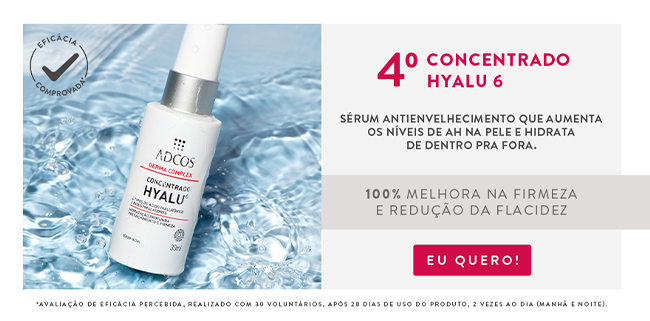 EFICÁCIA
COMPROVADA*
ADCOS
DERMA COMPLEX
CONCENTRADO
HYALU6
30ml
4º CONCENTRADO
HYALU 6
SÉRUM ANTIENVELHECIMENTO QUE AUMENTA
OS NÍVEIS DE AH NA PELE E HIDRATA
DE DENTRO PRA FORA.
100% MELHORA NA FIRMEZA
E REDUÇÃO DA FLACIDEZ
EU QUERO!
*AVALIAÇÃO DE EFICÁCIA PERCEBIDA, REALIZADO COM 30 VOLUNTÁRIOS, APÓS 28 DIAS DE USO DO PRODUTO, 2 VEZES AO DIA (MANHÃ E NOITE).